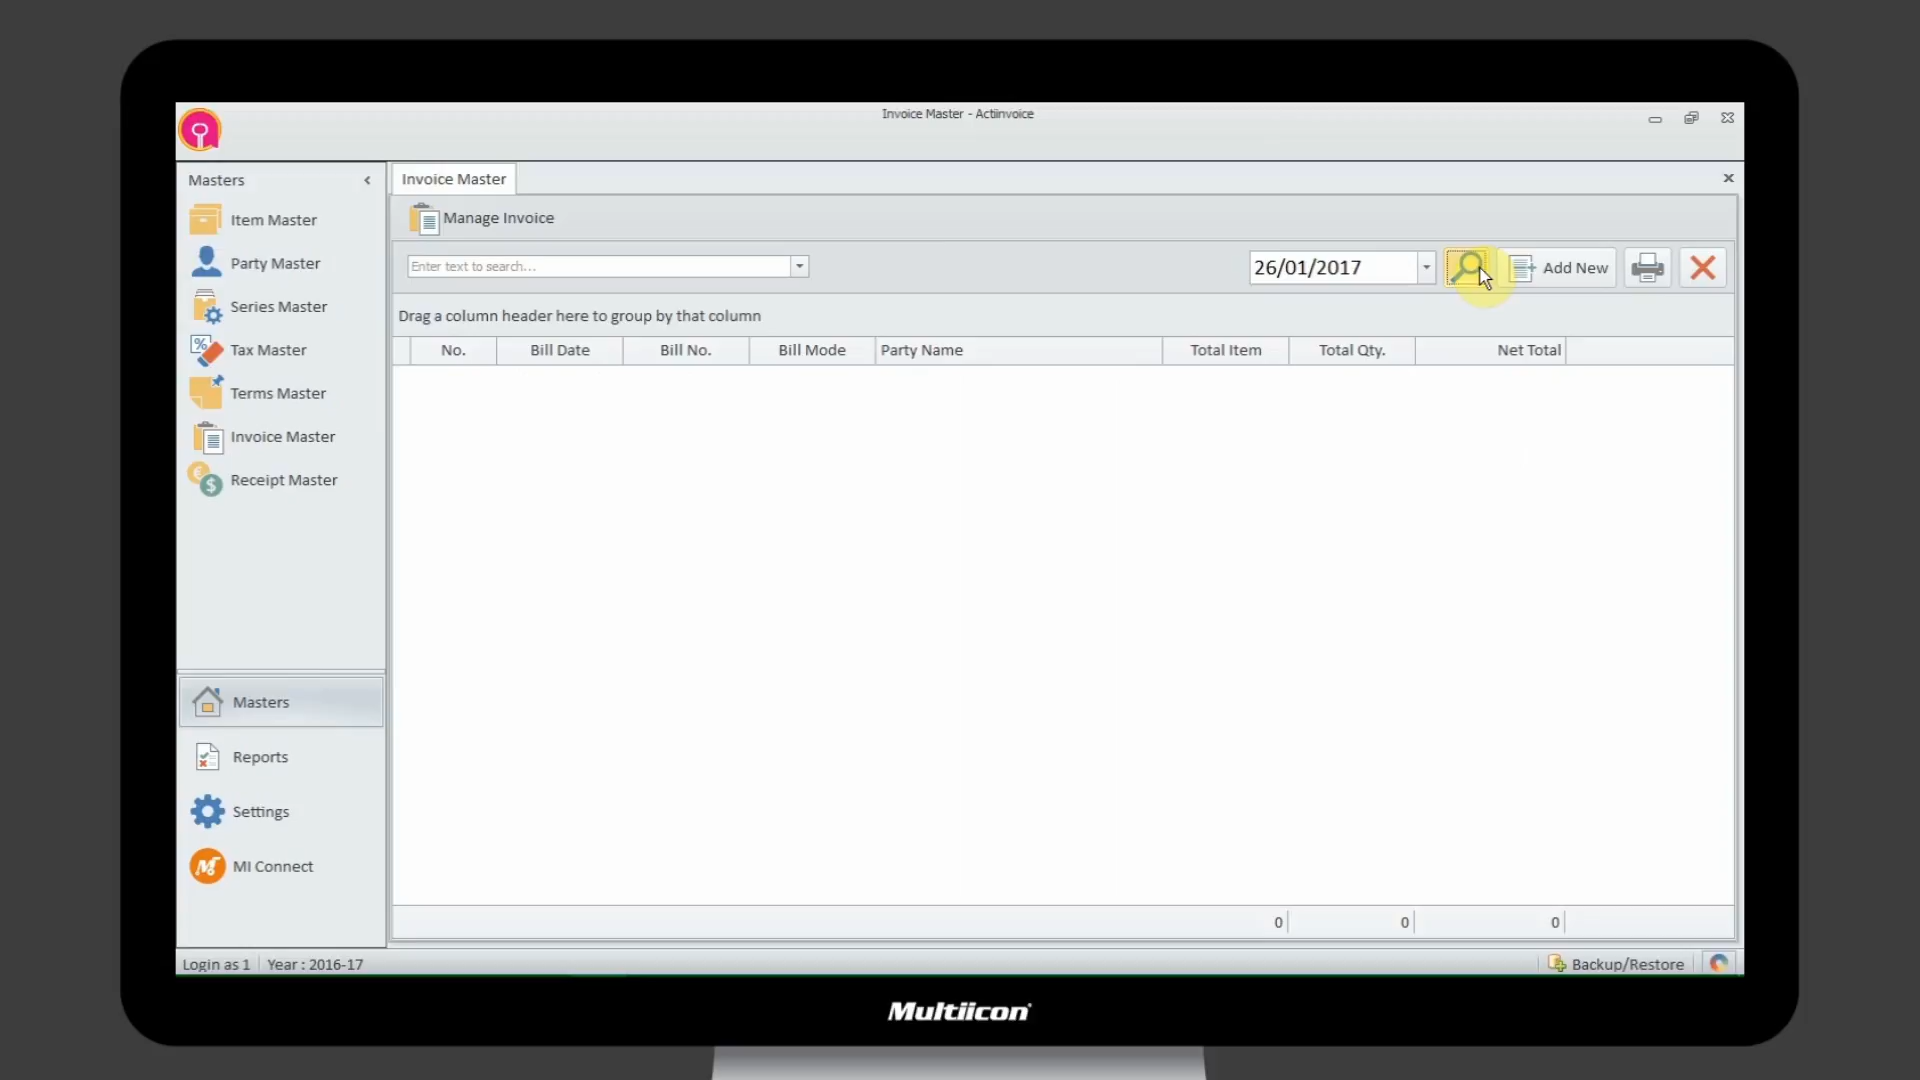 Invoice Master - Actiinvoice
Masters
Invoice Master
Item Master
Party Master
Series Master
Tax Master
Terms Master
Invoice Master
Receipt Master
Manage Invoice
Enter text to search...
26/01/2017
Add New
Drag a column header here to group by that column
No. Bill Date Bill No. Bill Mode Party Name Total Item Total Qty. Net Total
Masters
Reports
Settings
MI Connect
0 0 0
Login as 1 Year : 2016-17
Backup/Restore
Multiicon